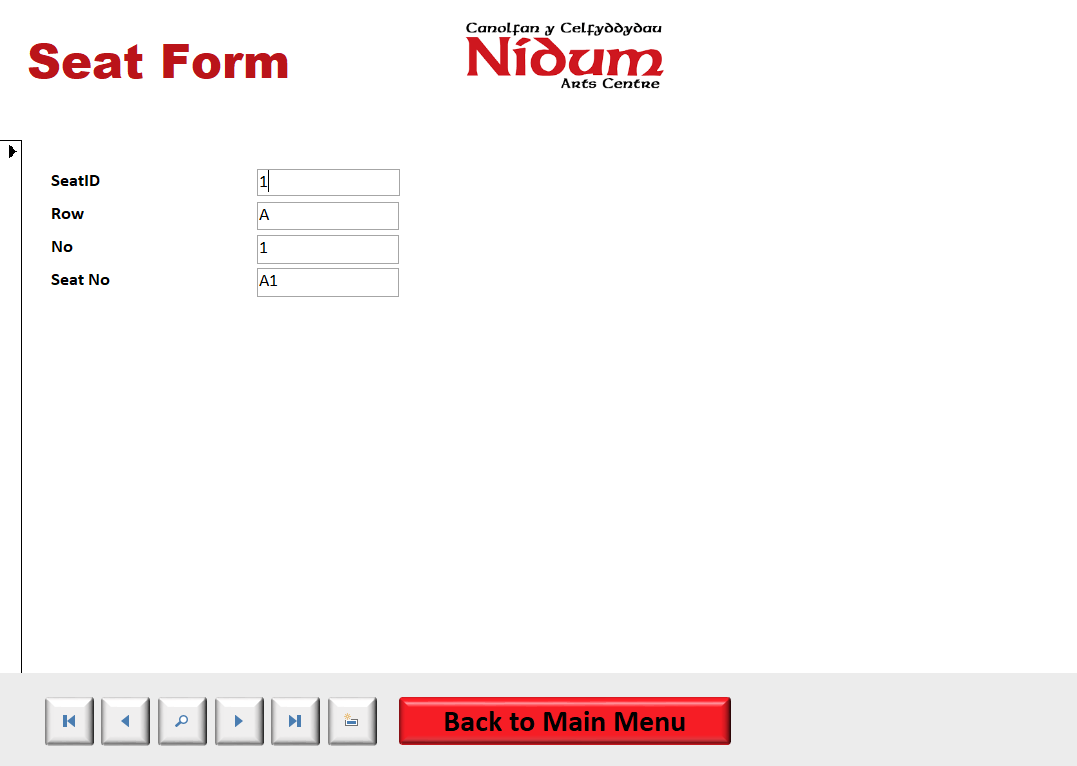 Seat Form
Canolfan y Celfyddydau
Nídum
Arts Centre
SeatID 1
Row A
No 1
Seat No A1
Back to Main Menu